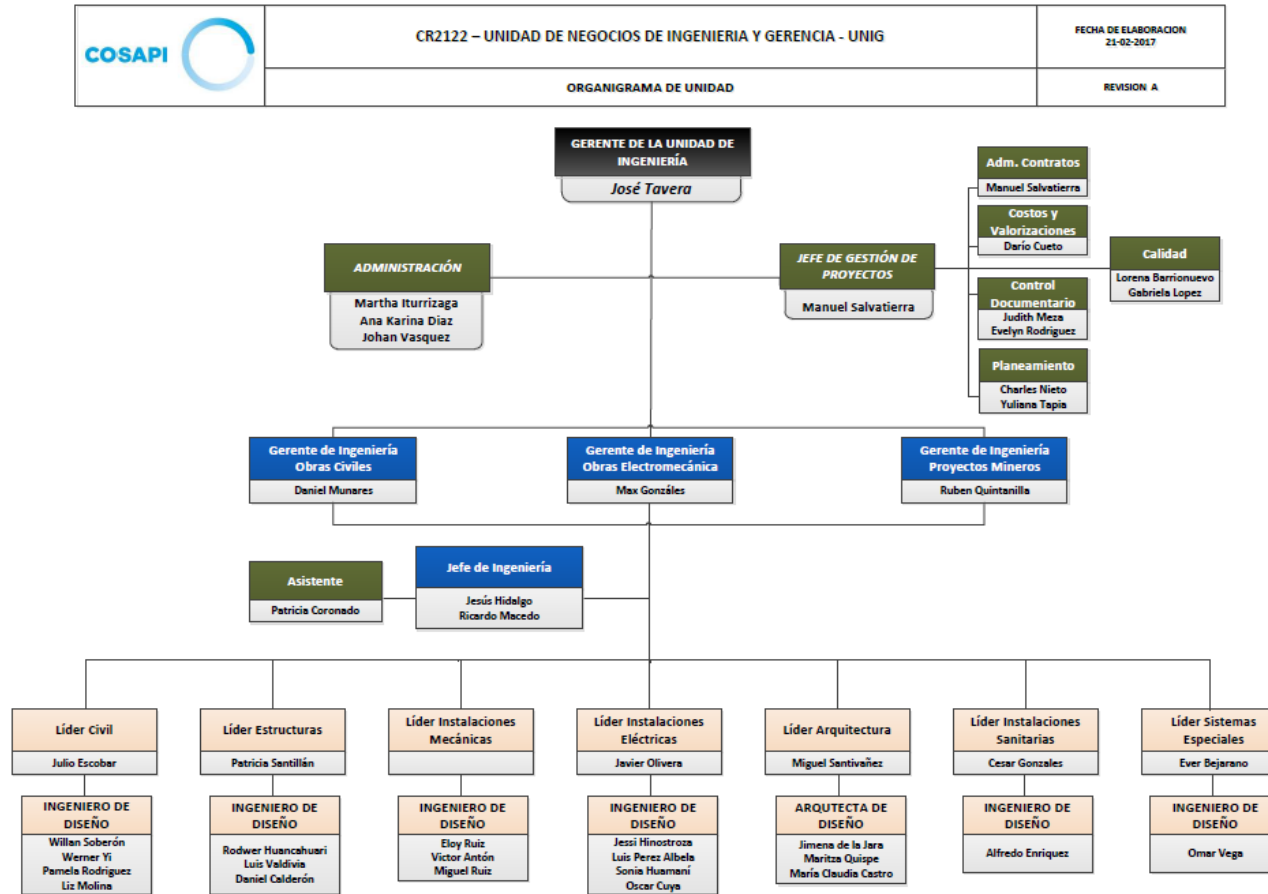 COSAPI
CR2122 – UNIDAD DE NEGOCIOS DE INGENIERIA Y GERENCIA - UNIG
FECHA DE ELABORACION
21-02-2017
ORGANIGRAMA DE UNIDAD
REVISION A
GERENTE DE LA UNIDAD DE
INGENIERÍA
José Tavera
Adm. Contratos
Manuel Salvatierra
Costos y
Valorizaciones
Darío Cueto
ADMINISTRACIÓN
Martha Iturrizaga
Ana Karina Diaz
Johan Vasquez
JEFE DE GESTIÓN DE
PROYECTOS
Manuel Salvatierra
Calidad
Lorena Barrionuevo
Gabriela Lopez
Control
Documentario
Judith Meza
Evelyn Rodriguez
Planeamiento
Charles Nieto
Yuliana Tapia
Gerente de Ingeniería
Obras Civiles
Daniel Munares
Gerente de Ingeniería
Obras Electromecánica
Max Gonzáles
Gerente de Ingeniería
Proyectos Mineros
Ruben Quintanilla
Asistente
Patricia Coronado
Jefe de Ingeniería
Jesús Hidalgo
Ricardo Macedo
Líder Civil
Julio Escobar
Líder Estructuras
Patricia Santillán
Líder Instalaciones
Mecánicas
Líder Instalaciones
Eléctricas
Javier Olivera
Líder Arquitectura
Miguel Santivañez
Líder Instalaciones
Sanitarias
Cesar Gonzales
Líder Sistemas
Especiales
Ever Bejarano
INGENIERO DE
DISEÑO
Willan Soberón
Werner Yi
Pamela Rodriguez
Liz Molina
INGENIERO DE
DISEÑO
Rodwer Huancahuari
Luis Valdivia
Daniel Calderón
INGENIERO DE
DISEÑO
Eloy Ruiz
Victor Antón
Miguel Ruiz
INGENIERO DE
DISEÑO
Jessi Hinostroza
Luis Perez Albela
Sonia Huamaní
Oscar Cuya
ARQUTECTA DE
DISEÑO
Jimena de la Jara
Maritza Quispe
María Claudia Castro
INGENIERO DE
DISEÑO
Alfredo Enriquez
INGENIERO DE
DISEÑO
Omar Vega